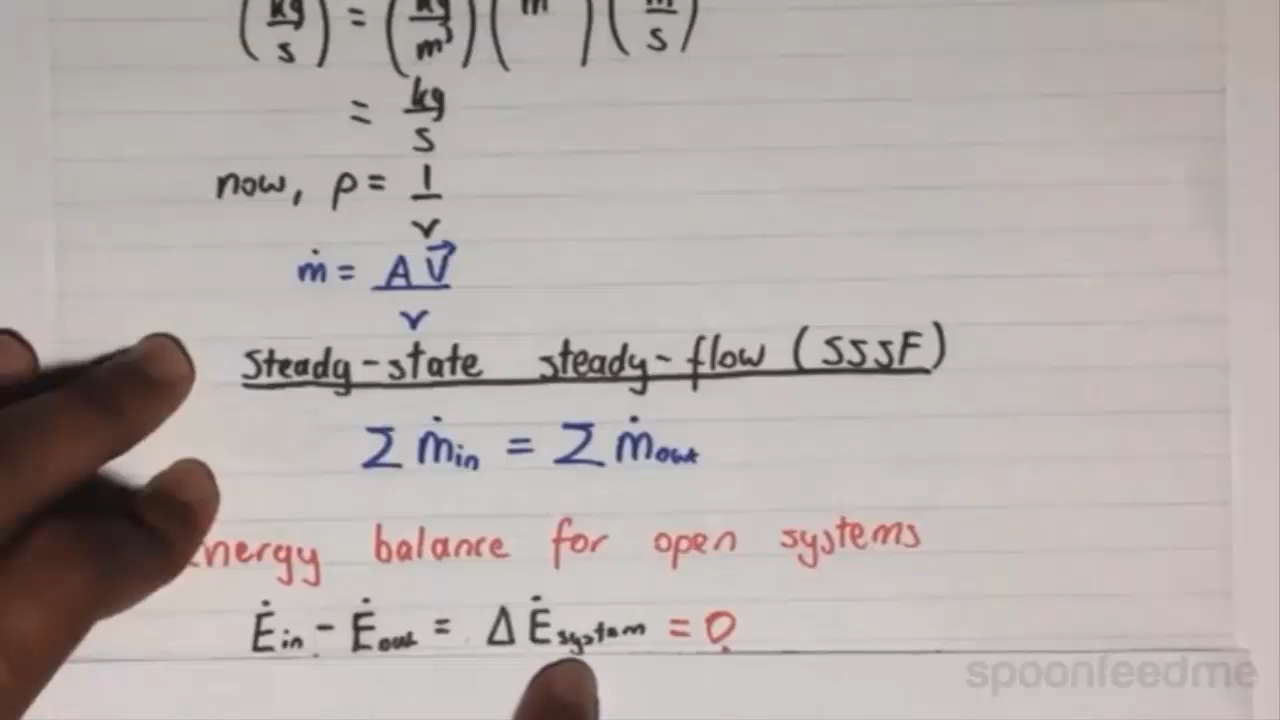 (kg/s) = (kg/m³)(m )(m/s)
= kg/s
now, ρ = 1/v
ṁ = AV⃗/v
Steady-state steady-flow (SSSF)
Σ ṁin = Σ ṁout
nergy balance for open systems
Ėin - Ėout = ΔĖsystem = 0
spoonfeedme